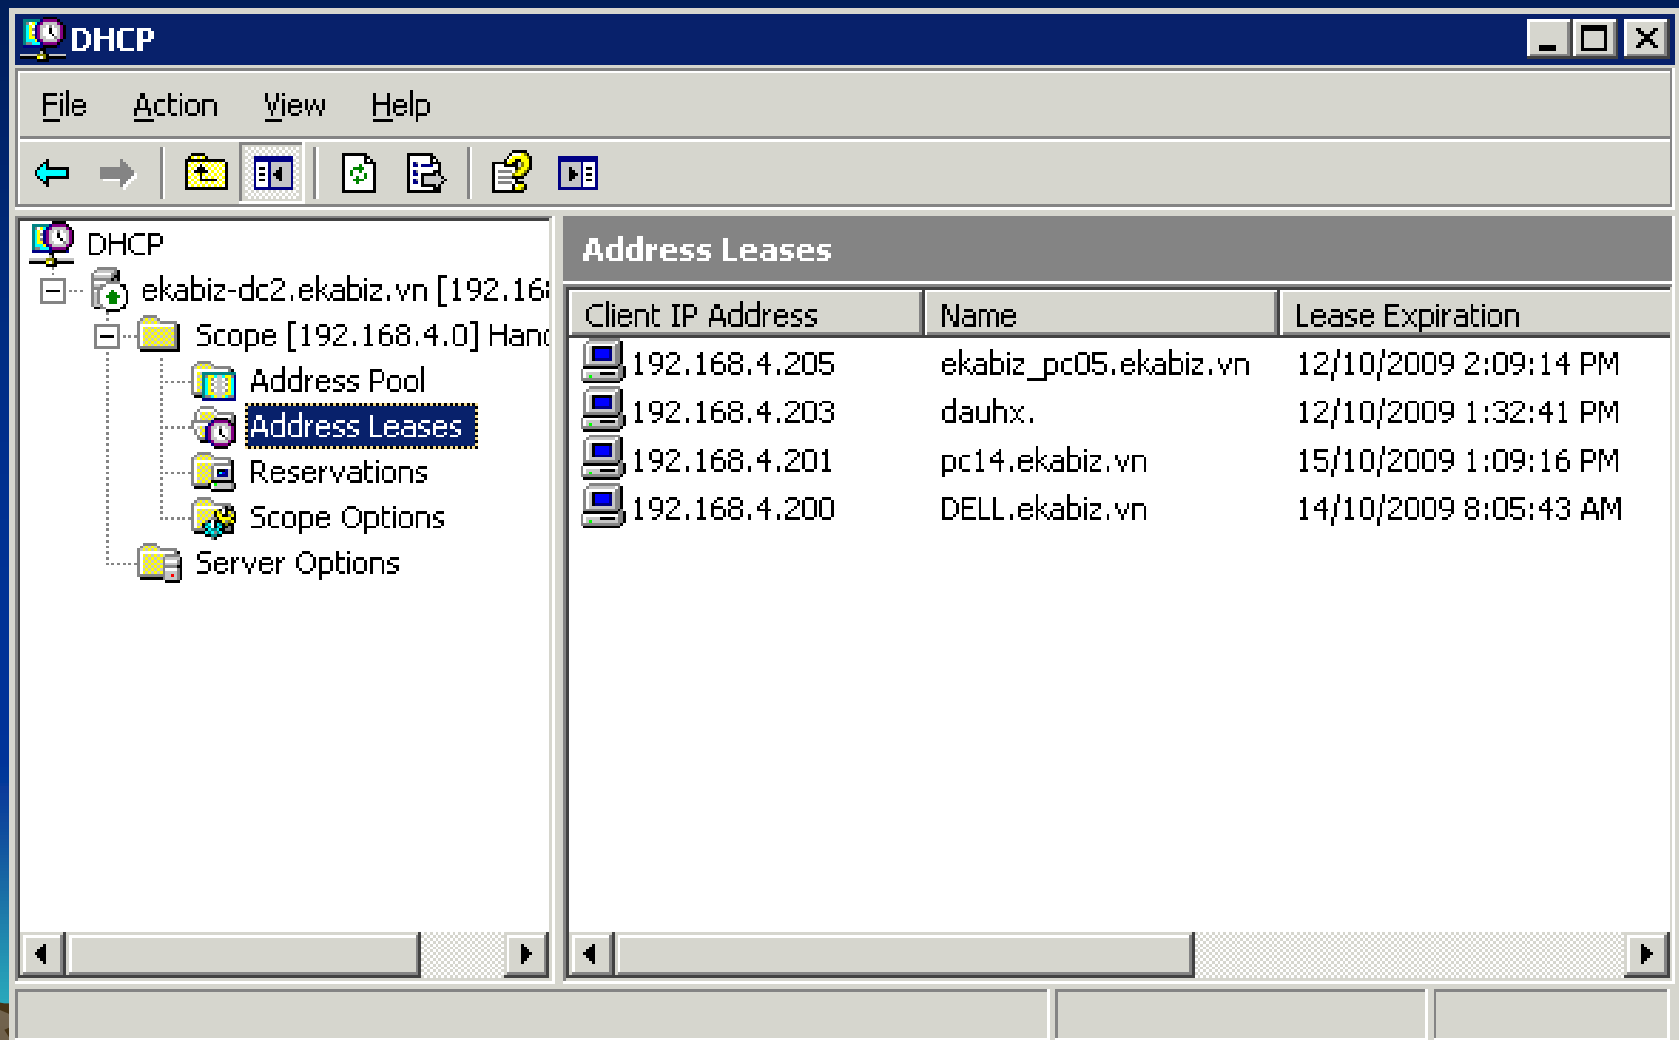 DHCP
File Action View Help
DHCP
ekabiz-dc2.ekabiz.vn [192.16
Scope [192.168.4.0] Hand
Address Pool
Address Leases
Reservations
Scope Options
Server Options
Address Leases
Client IP Address Name Lease Expiration
192.168.4.205 ekabiz_pc05.ekabiz.vn 12/10/2009 2:09:14 PM
192.168.4.203 dauhx. 12/10/2009 1:32:41 PM
192.168.4.201 pc14.ekabiz.vn 15/10/2009 1:09:16 PM
192.168.4.200 DELL.ekabiz.vn 14/10/2009 8:05:43 AM